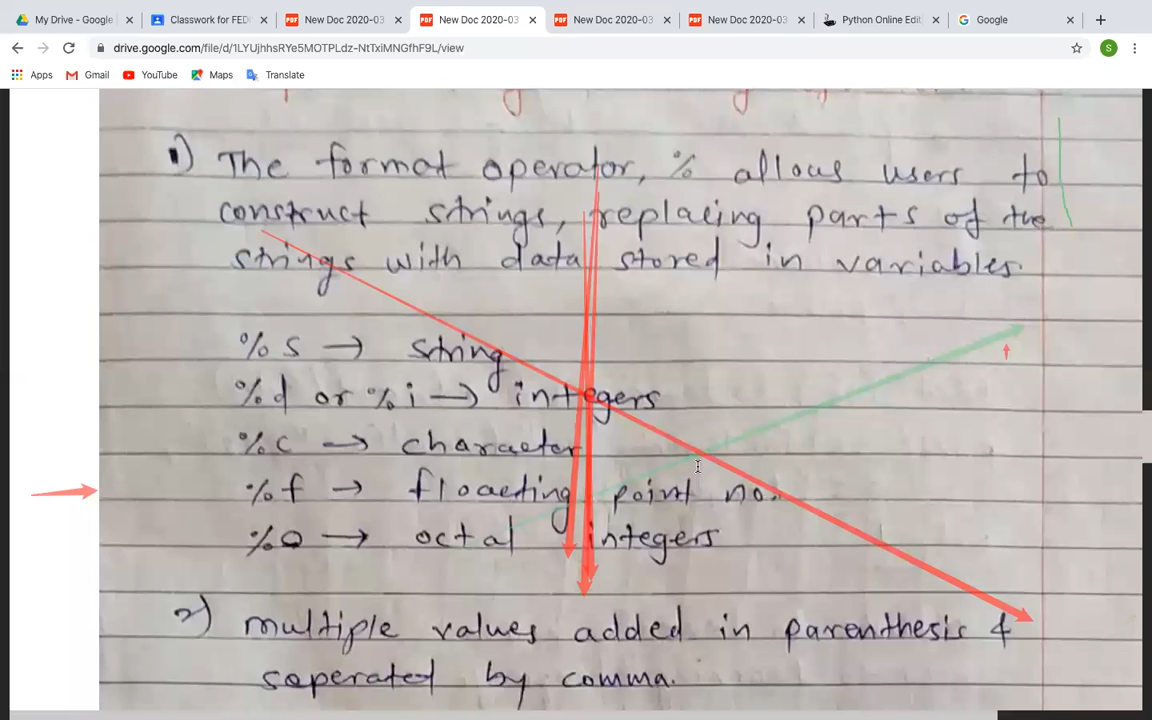 My Drive - Google
Classwork for FED
New Doc 2020-03
New Doc 2020-03
New Doc 2020-03
New Doc 2020-03
Python Online Edit
Google
drive.google.com/file/d/1LYUjhhsRYe5MOTPLdz-NtTxiMNGfhF9L/view
S
Apps Gmail YouTube Maps Translate
1) The format operator, % allows users to
construct strings, replacing parts of the
strings with data stored in variables.
%s → string
%d or %i → integers
%c → character
%f → floaeting point no.
%o → octal integers
2) multiple values added in parenthesis &
seperated by comma.